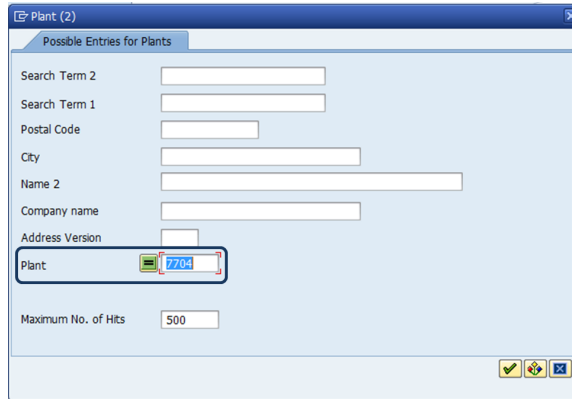 Plant (2)
Possible Entries for Plants
Search Term 2
Search Term 1
Postal Code
City
Name 2
Company name
Address Version
Plant 7704
Maximum No. of Hits 500